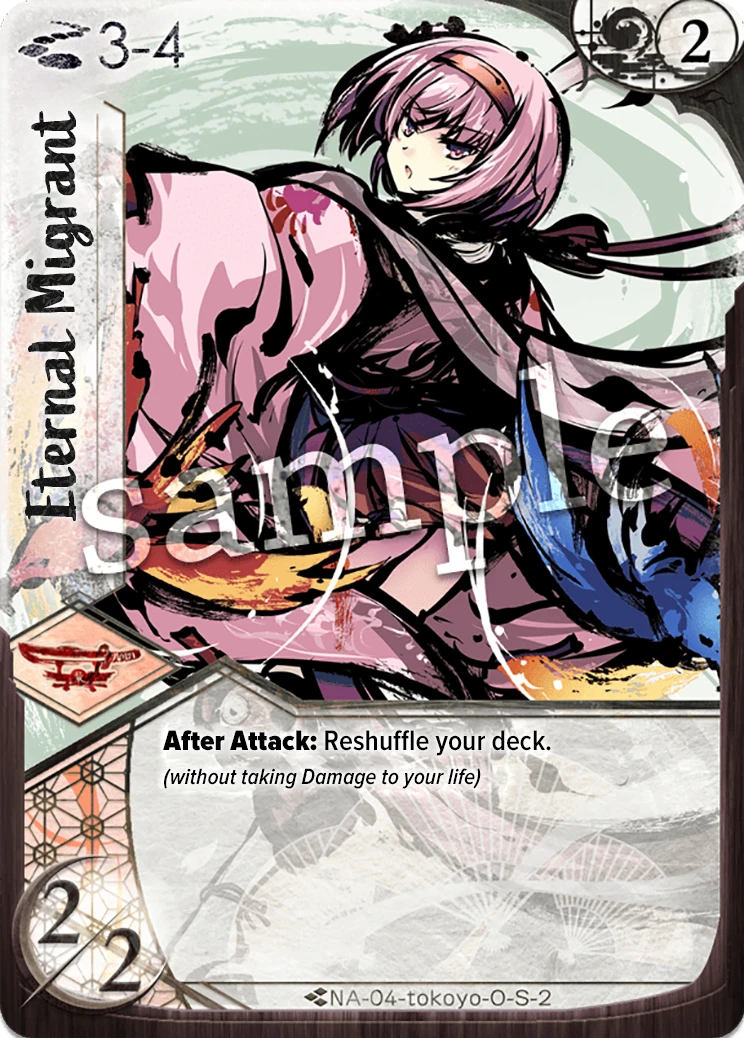 3-4
2
Eternal Migrant
sample
After Attack: Reshuffle your deck.
(without taking Damage to your life)
2/2
NA-04-tokoyo-O-S-2